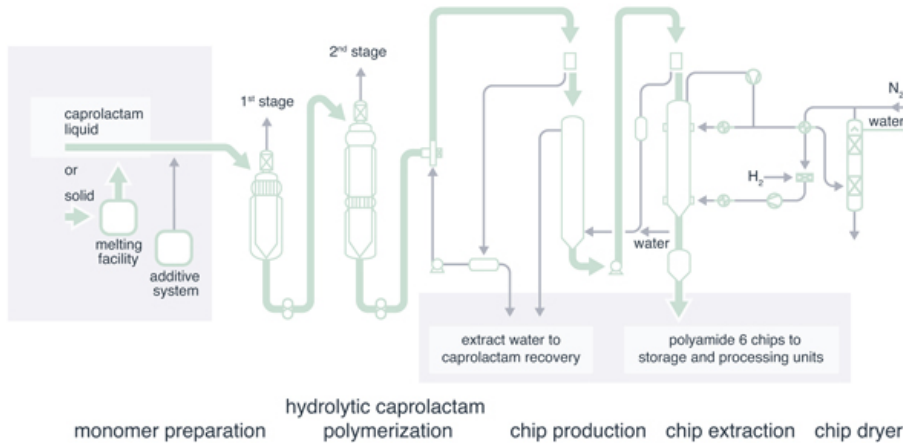 2nd stage
1st stage
caprolactam
liquid
or
solid
melting
facility
additive
system
N2
water
H2
water
extract water to
caprolactam recovery
polyamide 6 chips to
storage and processing units
monomer preparation
hydrolytic caprolactam
polymerization
chip production
chip extraction
chip dryer